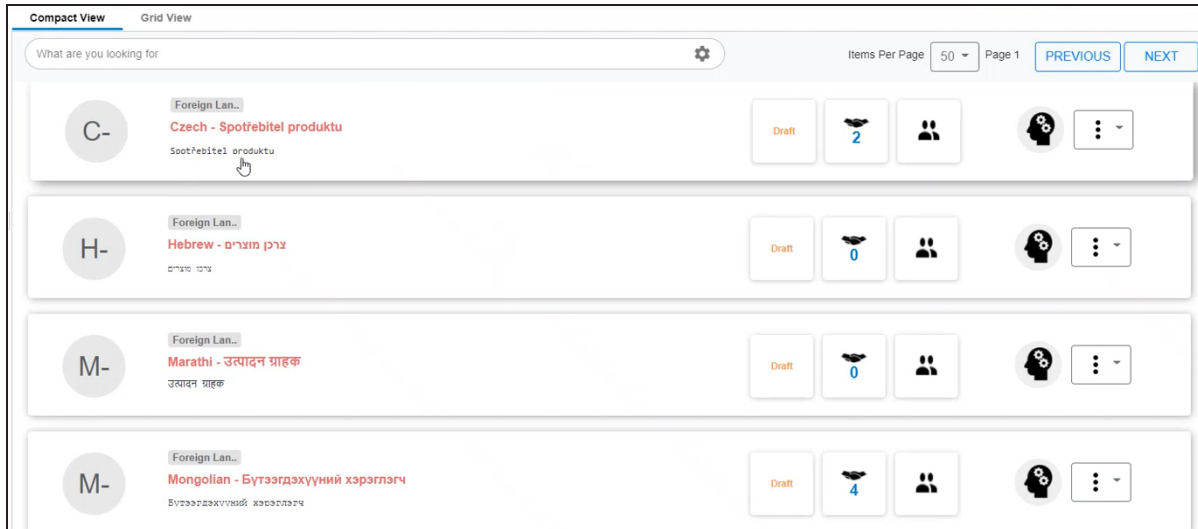 Compact View Grid View
What are you looking for Items Per Page 50 Page 1 PREVIOUS NEXT
Foreign Lan..
C- Czech - Spotřebitel produktu Draft 2
Spotřebitel produktu
Foreign Lan..
H- Hebrew - צרכן מוצרים Draft 0
צרכן מוצרים
Foreign Lan..
M- Marathi - उत्पादन ग्राहक Draft 0
उत्पादन ग्राहक
Foreign Lan..
M- Mongolian - Бүтээгдэхүүний хэрэглэгч Draft 4
Бүтээгдэхүүний хэрэглэгч